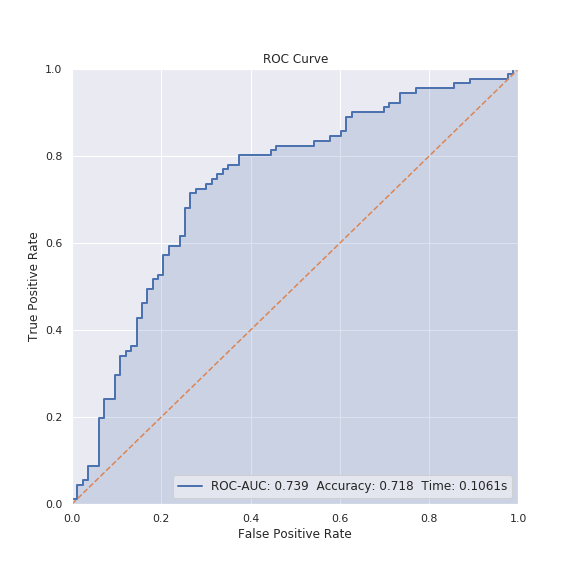 ROC Curve
1.0
0.8
0.6
0.4
0.2
0.0
True Positive Rate
ROC-AUC: 0.739  Accuracy: 0.718  Time: 0.1061s
0.0 0.2 0.4 0.6 0.8 1.0
False Positive Rate